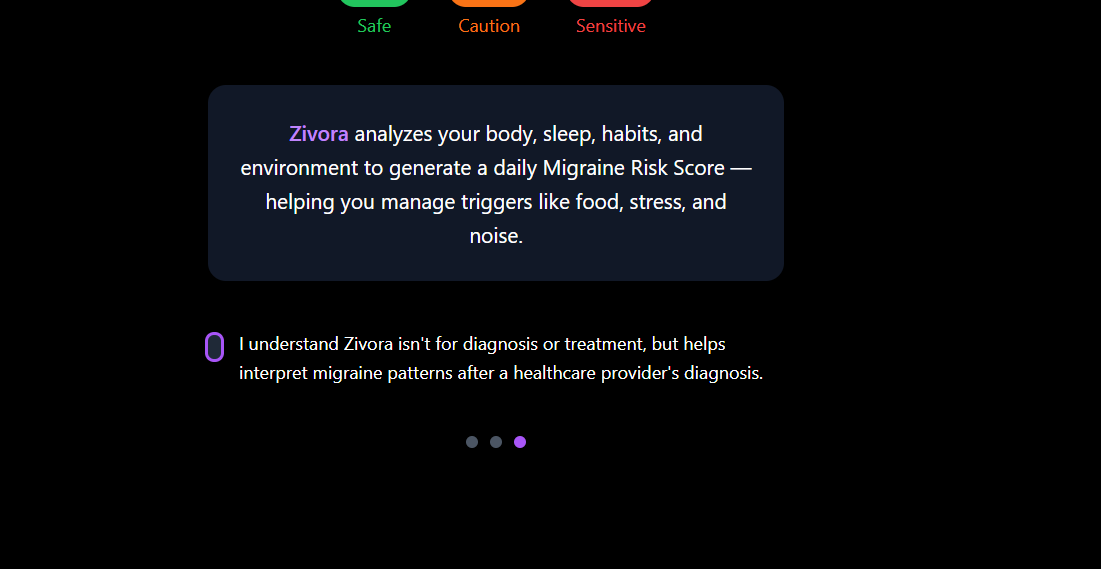 Safe Caution Sensitive
Zivora analyzes your body, sleep, habits, and
environment to generate a daily Migraine Risk Score —
helping you manage triggers like food, stress, and
noise.
I understand Zivora isn't for diagnosis or treatment, but helps
interpret migraine patterns after a healthcare provider's diagnosis.